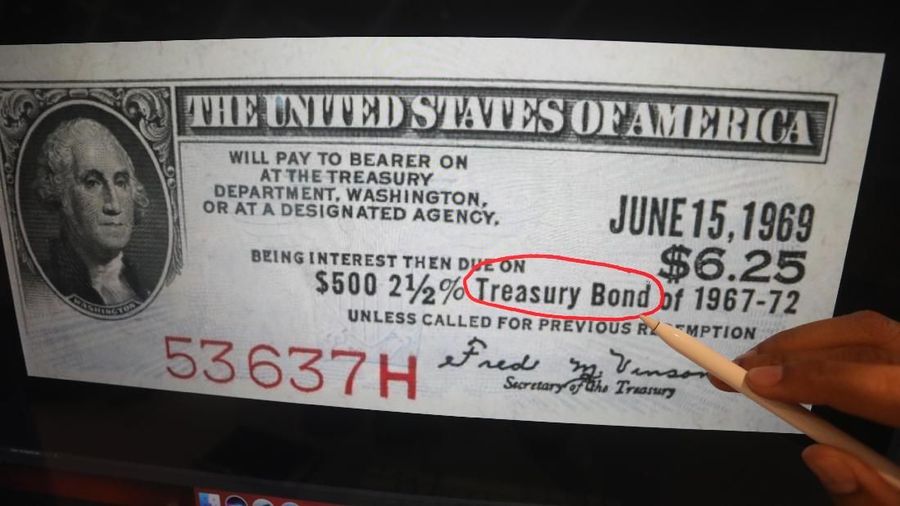 THE UNITED STATES OF AMERICA
WILL PAY TO BEARER ON
AT THE TREASURY
DEPARTMENT, WASHINGTON,
OR AT A DESIGNATED AGENCY,
JUNE 15, 1969
$6.25
BEING INTEREST THEN DUE ON
$500 2½% Treasury Bond of 1967-72
UNLESS CALLED FOR PREVIOUS REDEMPTION
WASHINGTON
53637H
Fred M. Vinson
Secretary of the Treasury